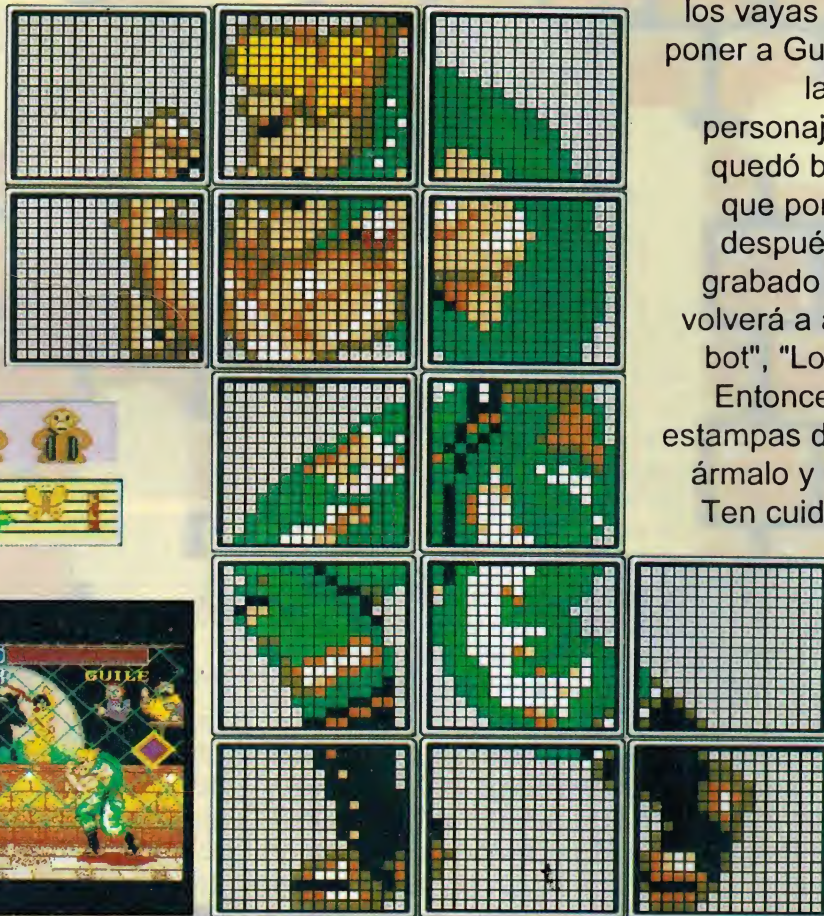 los vayas
poner a Gu
la
personaj
quedó b
que por
despué
grabado
volverá a a
bot", "Lo
Entonce
estampas d
ármalo y
Ten cuid
GUILE